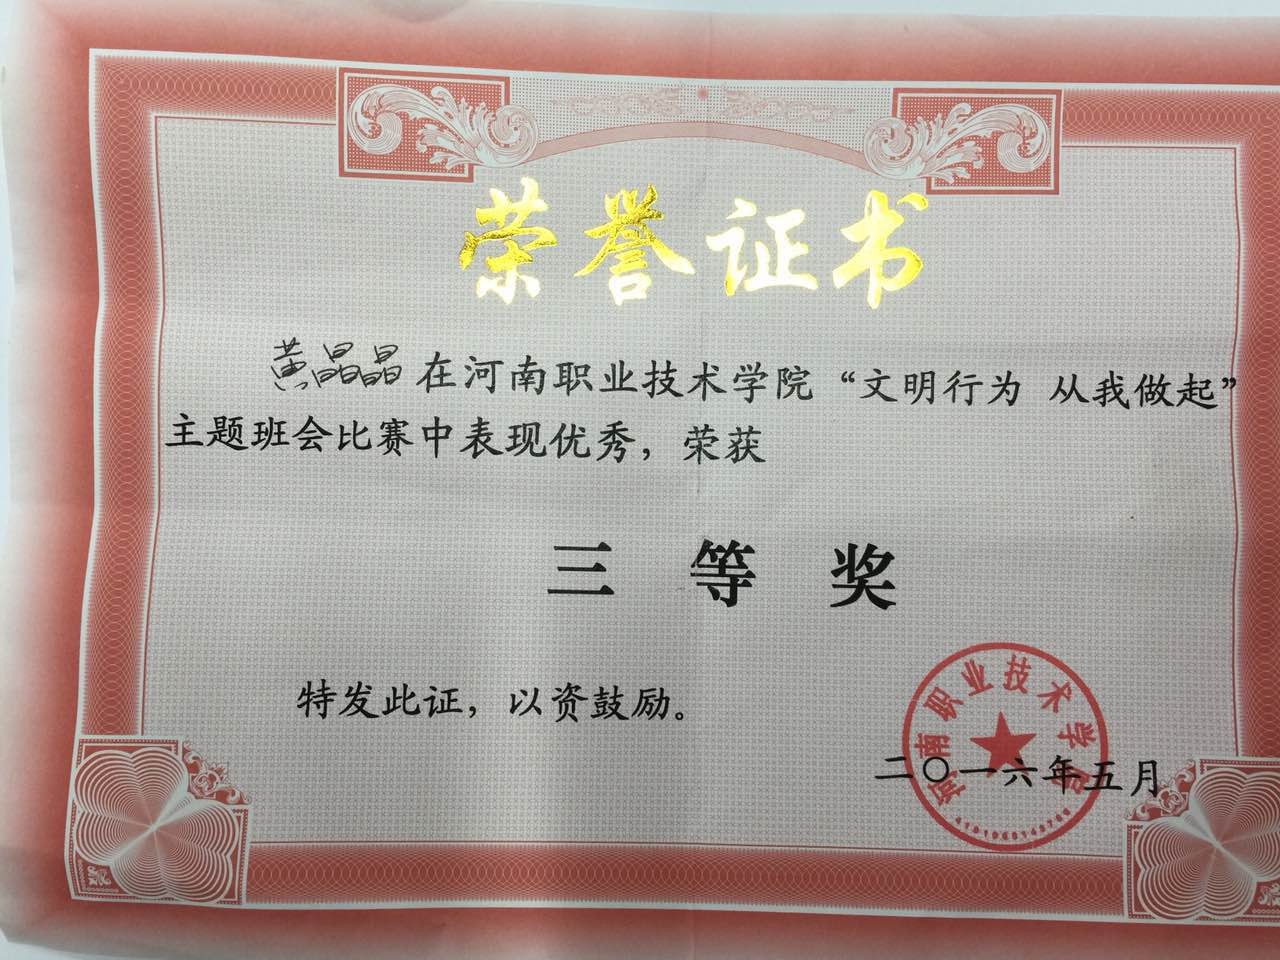 荣誉证书
黄晶晶在河南职业技术学院“文明行为 从我做起”
主题班会比赛中表现优秀，荣获
三等奖
特发此证，以资鼓励。
河南职业技术学院
二〇一六年五月